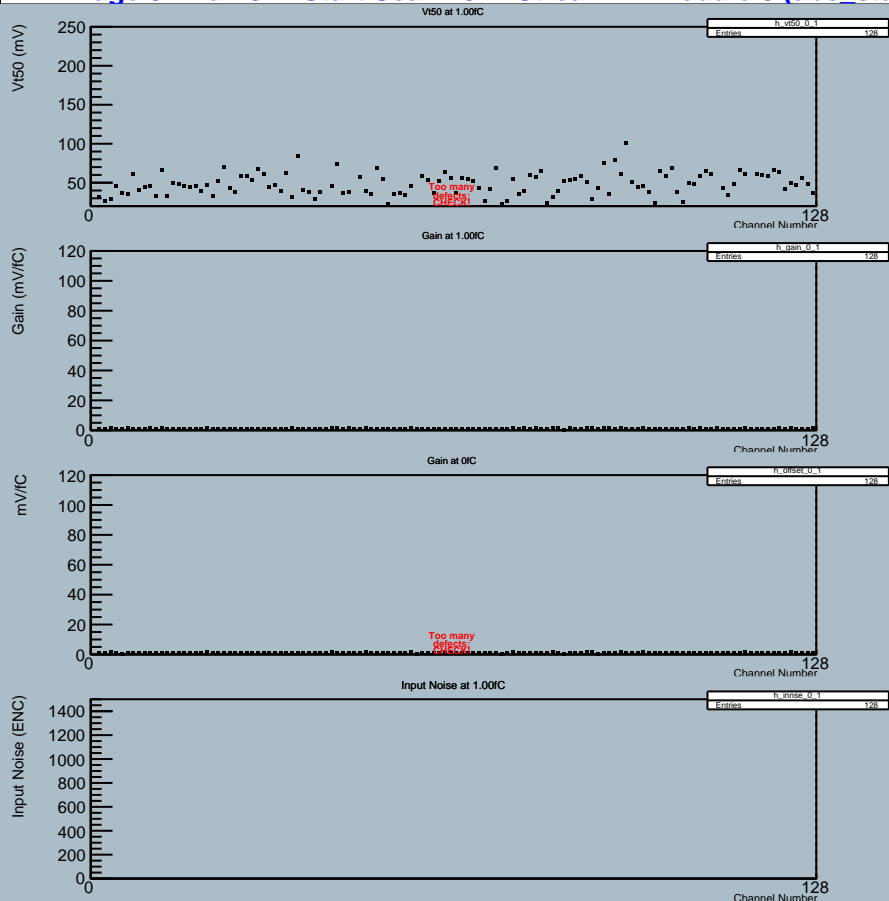 Vt50 at 1.00fC
h_vt50_0_1
Entries 128
Vt50 (mV)
250
200
150
100
50
Too many
defects:
CHECK!
0
128
Channel Number
Gain at 1.00fC
h_gain_0_1
Entries 128
Gain (mV/fC)
120
100
80
60
40
20
0
0
128
Channel Number
Gain at 0fC
h_offset_0_1
Entries 128
mV/fC
120
100
80
60
40
20
Too many
defects:
CHECK!
0
0
128
Channel Number
Input Noise at 1.00fC
h_innse_0_1
Entries 128
Input Noise (ENC)
1400
1200
1000
800
600
400
200
0
0
128
Channel Number